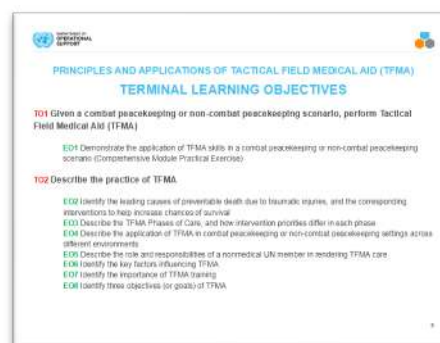 DEPARTMENT OF
OPERATIONAL
SUPPORT
PRINCIPLES AND APPLICATIONS OF TACTICAL FIELD MEDICAL AID (TFMA)
TERMINAL LEARNING OBJECTIVES
TO1 Given a combat peacekeeping or non-combat peacekeeping scenario, perform Tactical
Field Medical Aid (TFMA)
EO1 Demonstrate the application of TFMA skills in a combat peacekeeping or non-combat peacekeeping
scenario (Comprehensive Module Practical Exercise)
TO2 Describe the practice of TFMA
EO2 Identify the leading causes of preventable death due to traumatic injuries, and the corresponding
interventions to help increase chances of survival
EO3 Describe the TFMA Phases of Care, and how intervention priorities differ in each phase
EO4 Describe the application of TFMA in combat peacekeeping or non-combat peacekeeping settings across
different environments
EO5 Describe the role and responsibilities of a nonmedical UN member in rendering TFMA care
EO6 Identify the key factors influencing TFMA
EO7 Identify the importance of TFMA training
EO8 Identify three objectives (or goals) of TFMA